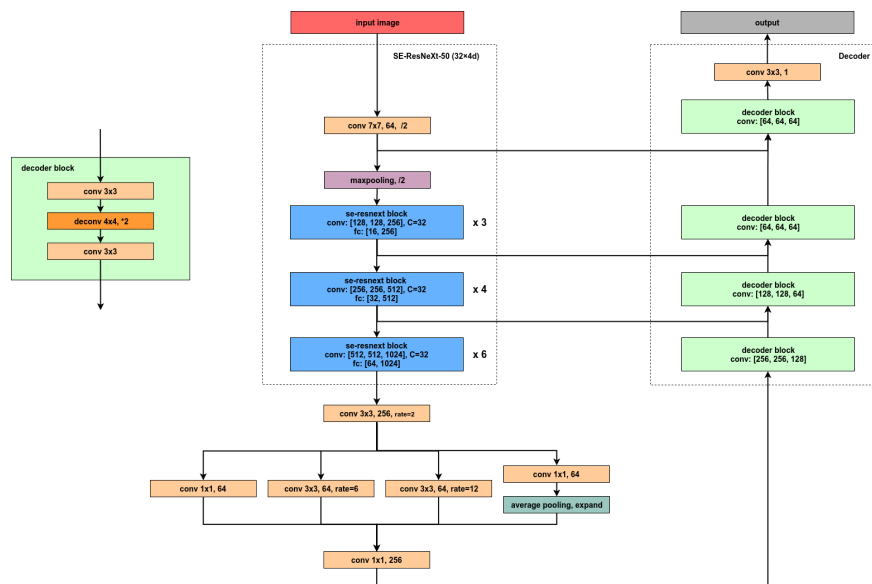 input image
output
SE-ResNeXt-50 (32×4d)
Decoder
conv 3x3, 1
decoder block
conv: [64, 64, 64]
conv 7x7, 64, /2
decoder block
conv 3x3
deconv 4x4, *2
conv 3x3
maxpooling, /2
se-resnext block
conv: [128, 128, 256], C=32
fc: [16, 256]
x 3
decoder block
conv: [64, 64, 64]
se-resnext block
conv: [256, 256, 512], C=32
fc: [32, 512]
x 4
decoder block
conv: [128, 128, 64]
se-resnext block
conv: [512, 512, 1024], C=32
fc: [64, 1024]
x 6
decoder block
conv: [256, 256, 128]
conv 3x3, 256, rate=2
conv 1x1, 64
conv 3x3, 64, rate=6
conv 3x3, 64, rate=12
conv 1x1, 64
average pooling, expand
conv 1x1, 256